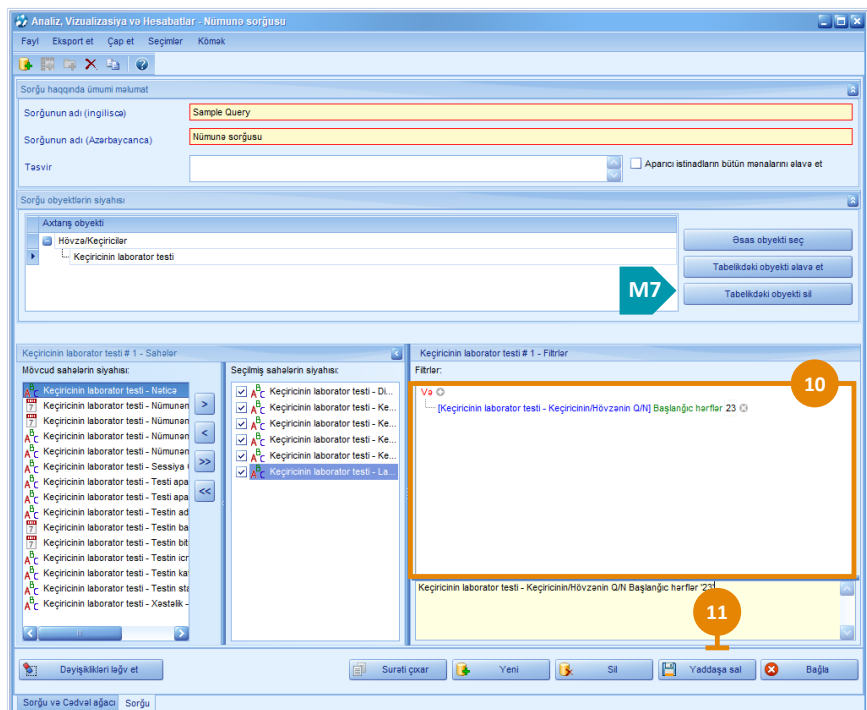 Analiz, Vizualizasiya və Hesabatlar - Nümunə sorğusu
Fayl Eksport et Çap et Seçimlər Kömək
Sorğu haqqında ümumi məlumat
Sorğunun adı (ingiliscə) Sample Query
Sorğunun adı (Azərbaycanca) Nümunə sorğusu
Təsvir Aparıcı istinadların bütün mənalarını əlavə et
Sorğu obyektlərin siyahısı
Axtarış obyekti
Hövzə/Keçiricilər
Keçiricinin laborator testi
Əsas obyekti seç
Tabelikdəki obyekti əlavə et
M7
Tabelikdəki obyekti sil
Keçiricinin laborator testi # 1 - Sahələr
Mövcud sahələrin siyahısı:
Keçiricinin laborator testi - Nəticə
Keçiricinin laborator testi - Nümunən
Keçiricinin laborator testi - Nümunən
Keçiricinin laborator testi - Nümunən
Keçiricinin laborator testi - Nümunən
Keçiricinin laborator testi - Sessiya
Keçiricinin laborator testi - Testi apa
Keçiricinin laborator testi - Testi apa
Keçiricinin laborator testi - Testin ad
Keçiricinin laborator testi - Testin ba
Keçiricinin laborator testi - Testin bit
Keçiricinin laborator testi - Testin icr
Keçiricinin laborator testi - Testin ka
Keçiricinin laborator testi - Testin sta
Keçiricinin laborator testi - Xəstəlik -
>
<
>>
<<
Seçilmiş sahələrin siyahısı:
Keçiricinin laborator testi - Di...
Keçiricinin laborator testi - Ke...
Keçiricinin laborator testi - Ke...
Keçiricinin laborator testi - Ke...
Keçiricinin laborator testi - Ke...
Keçiricinin laborator testi - La...
Keçiricinin laborator testi # 1 - Filtrlər
Filtrlər:
10
Və
[Keçiricinin laborator testi - Keçiricinin/Hövzənin Q/N] Başlanğıc hərflər 23
Keçiricinin laborator testi - Keçiricinin/Hövzənin Q/N Başlanğıc hərflər '23'
11
Dəyişiklikləri ləğv et Surəti çıxar Yeni Sil Yaddaşa sal Bağla
Sorğu və Cədvəl ağacı Sorğu